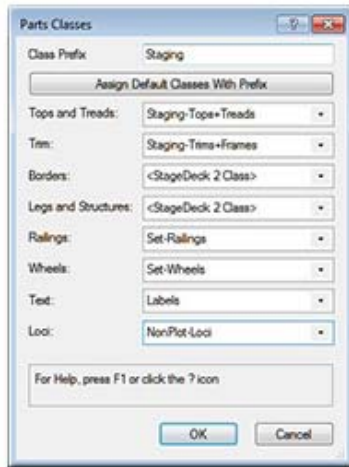 Parts Classes
Class Prefix Staging
Assign Default Classes With Prefix
Tops and Treads: Staging-Tops+Treads
Trim: Staging-Trims+Frames
Borders: <StageDeck 2 Class>
Legs and Structures: <StageDeck 2 Class>
Railings: Set-Railings
Wheels: Set-Wheels
Text: Labels
Loci: NonPlot-Loci
For Help, press F1 or click the ? icon
OK Cancel